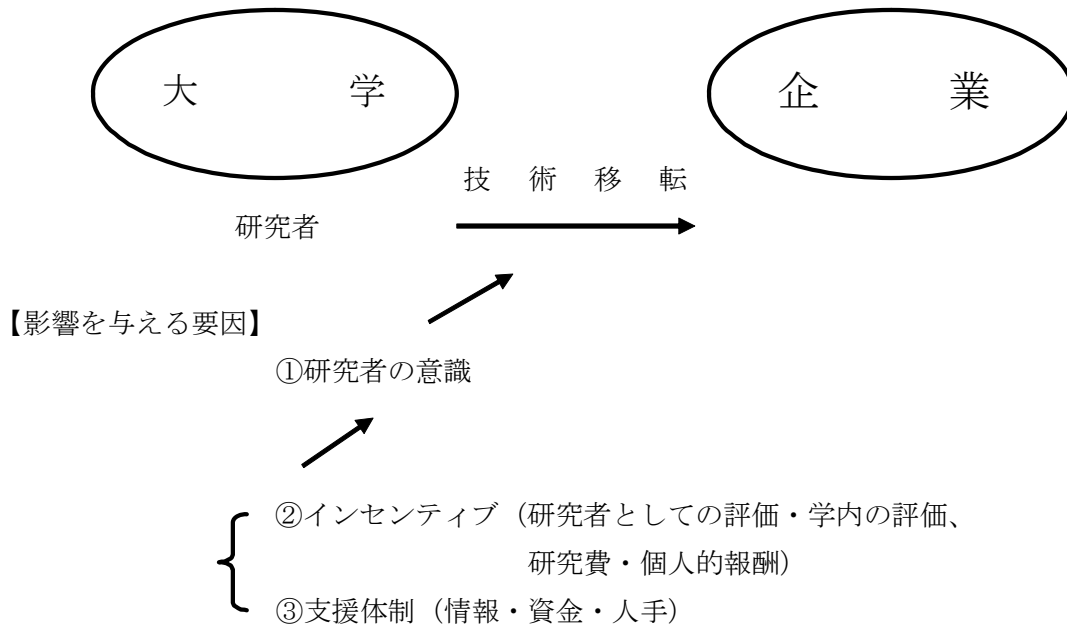 大　学
企　業
技 術 移 転
研究者
【影響を与える要因】
①研究者の意識
②インセンティブ（研究者としての評価・学内の評価、
研究費・個人的報酬）
③支援体制（情報・資金・人手）